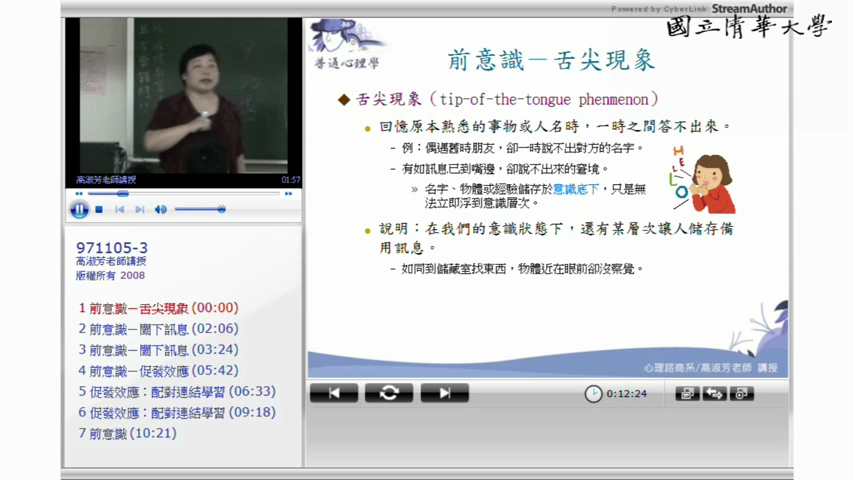 Powered by CyberLink StreamAuthor
國立清華大學
高淑芳老師講授
01:57
971105-3
高淑芳老師講授
版權所有 2008
1 前意識－舌尖現象 (00:00)
2 前意識－閾下訊息 (02:06)
3 前意識－閾下訊息 (03:24)
4 前意識－促發效應 (05:42)
5 促發效應：配對連結學習 (06:33)
6 促發效應：配對連結學習 (09:18)
7 前意識 (10:21)
普通心理學
前意識－舌尖現象
舌尖現象（tip-of-the-tongue phenmenon）
回憶原本熟悉的事物或人名時，一時之間答不出來。
– 例：偶遇舊時朋友，卻一時說不出對方的名字。
– 有如訊息已到嘴邊，卻說不出來的窘境。
» 名字、物體或經驗儲存於意識底下，只是無
法立即浮到意識層次。
說明：在我們的意識狀態下，還有某層次讓人儲存備
用訊息。
– 如同到儲藏室找東西，物體近在眼前卻沒察覺。
HELLO
心理諮商系/高淑芳老師 講授
0:12:24